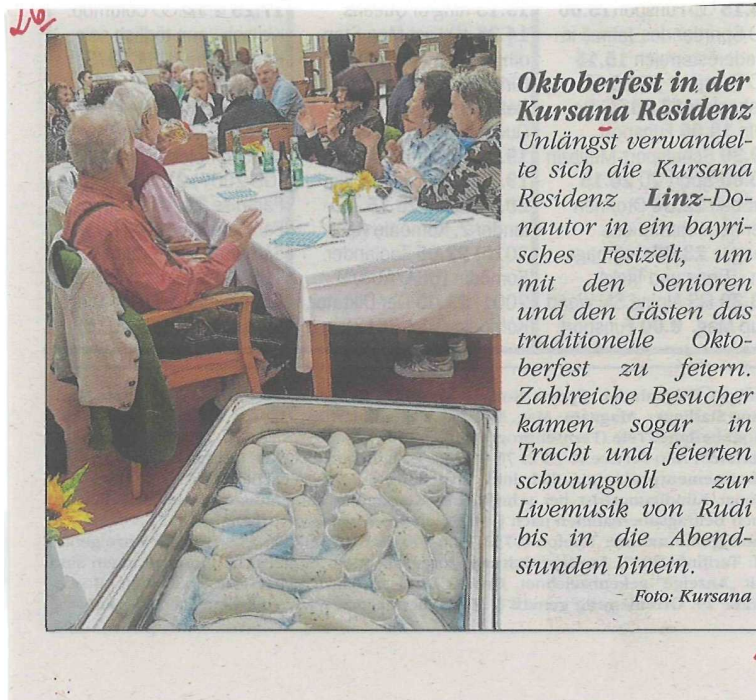 26
Oktoberfest in der
Kursana Residenz
Unlängst verwandel-
te sich die Kursana
Residenz Linz-Do-
nautor in ein bayri-
sches Festzelt, um
mit den Senioren
und den Gästen das
traditionelle Okto-
berfest zu feiern.
Zahlreiche Besucher
kamen sogar in
Tracht und feierten
schwungvoll zur
Livemusik von Rudi
bis in die Abend-
stunden hinein.
Foto: Kursana